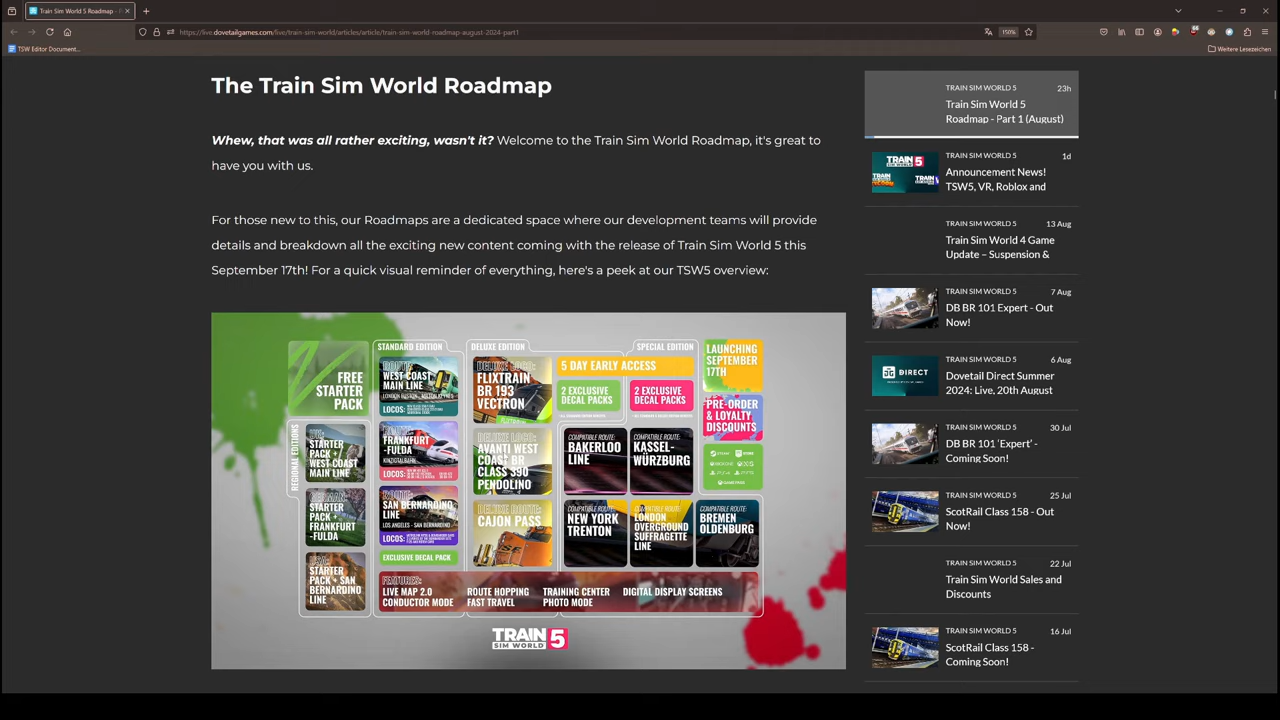 Train Sim World 5 Roadmap - P
https://live.dovetailgames.com/live/train-sim-world/articles/article/train-sim-world-roadmap-august-2024-part1
150%
TSW Editor Document...
Weitere Lesezeichen
The Train Sim World Roadmap
Whew, that was all rather exciting, wasn't it? Welcome to the Train Sim World Roadmap, it's great to
have you with us.
For those new to this, our Roadmaps are a dedicated space where our development teams will provide
details and breakdown all the exciting new content coming with the release of Train Sim World 5 this
September 17th! For a quick visual reminder of everything, here's a peek at our TSW5 overview:
FREE
STARTER
PACK
REGIONAL EDITIONS
UK:
STARTER
PACK +
WEST COAST
MAIN LINE
GERMAN:
STARTER
PACK +
FRANKFURT
-FULDA
USA:
STARTER
PACK + SAN
BERNARDINO
LINE
STANDARD EDITION
ROUTE:
WEST COAST
MAIN LINE
LOCOS:
ROUTE:
FRANKFURT
-FULDA
KINZIGTALBAHN
LOCOS:
ROUTE:
SAN BERNARDINO
LINE
LOS ANGELES - SAN BERNARDINO
LOCOS:
EXCLUSIVE DECAL PACK
DELUXE EDITION
DELUXE LOCO:
FLIXTRAIN
BR 193
VECTRON
DELUXE LOCO:
AVANTI WEST
COAST BR
CLASS 390
PENDOLINO
DELUXE ROUTE:
CAJON PASS
SPECIAL EDITION
5 DAY EARLY ACCESS
2 EXCLUSIVE
DECAL PACKS
2 EXCLUSIVE
DECAL PACKS
COMPATIBLE ROUTE:
BAKERLOO
LINE
COMPATIBLE ROUTE:
KASSEL-
WÜRZBURG
COMPATIBLE ROUTE:
NEW YORK
TRENTON
COMPATIBLE ROUTE:
LONDON
OVERGROUND
SUFFRAGETTE
LINE
COMPATIBLE ROUTE:
BREMEN
OLDENBURG
LAUNCHING
SEPTEMBER
17TH
PRE-ORDER
& LOYALTY
DISCOUNTS
FEATURES:
LIVE MAP 2.0
CONDUCTOR MODE
ROUTE HOPPING
FAST TRAVEL
TRAINING CENTER
PHOTO MODE
DIGITAL DISPLAY SCREENS
TRAIN
SIM WORLD 5
TRAIN SIM WORLD 5 23h
Train Sim World 5
Roadmap - Part 1 (August)
TRAIN SIM WORLD 5 1d
Announcement News!
TSW5, VR, Roblox and
TRAIN SIM WORLD 5 13 Aug
Train Sim World 4 Game
Update – Suspension &
TRAIN SIM WORLD 5 7 Aug
DB BR 101 Expert - Out
Now!
TRAIN SIM WORLD 5 6 Aug
Dovetail Direct Summer
2024: Live, 20th August
DIRECT
TRAIN SIM WORLD 5 30 Jul
DB BR 101 'Expert' -
Coming Soon!
TRAIN SIM WORLD 5 25 Jul
ScotRail Class 158 - Out
Now!
TRAIN SIM WORLD 5 22 Jul
Train Sim World Sales and
Discounts
TRAIN SIM WORLD 5 16 Jul
ScotRail Class 158 -
Coming Soon!